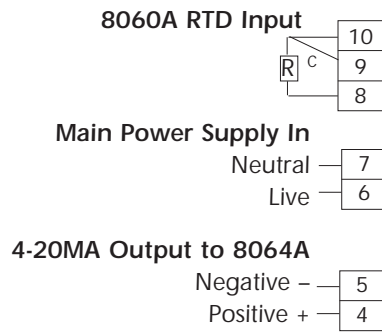 8060A RTD Input
10
R C 9
8
Main Power Supply In
Neutral 7
Live 6
4-20MA Output to 8064A
Negative – 5
Positive + 4